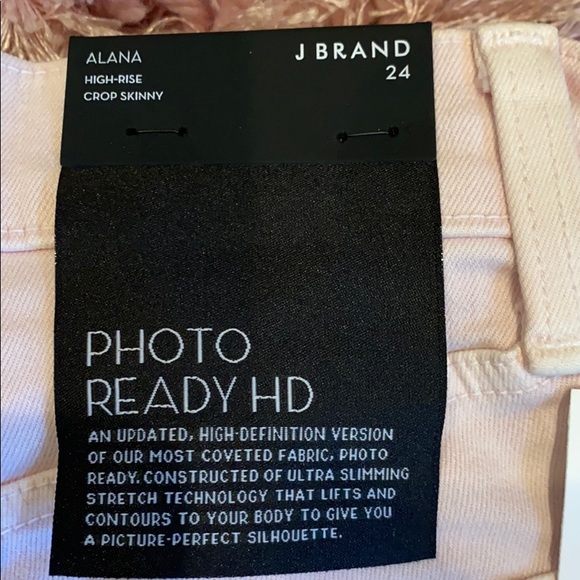 ALANA
HIGH-RISE
CROP SKINNY
J BRAND
24
PHOTO
READY HD
AN UPDATED, HIGH-DEFINITION VERSION
OF OUR MOST COVETED FABRIC, PHOTO
READY. CONSTRUCTED OF ULTRA SLIMMING
STRETCH TECHNOLOGY THAT LIFTS AND
CONTOURS TO YOUR BODY TO GIVE YOU
A PICTURE-PERFECT SILHOUETTE.